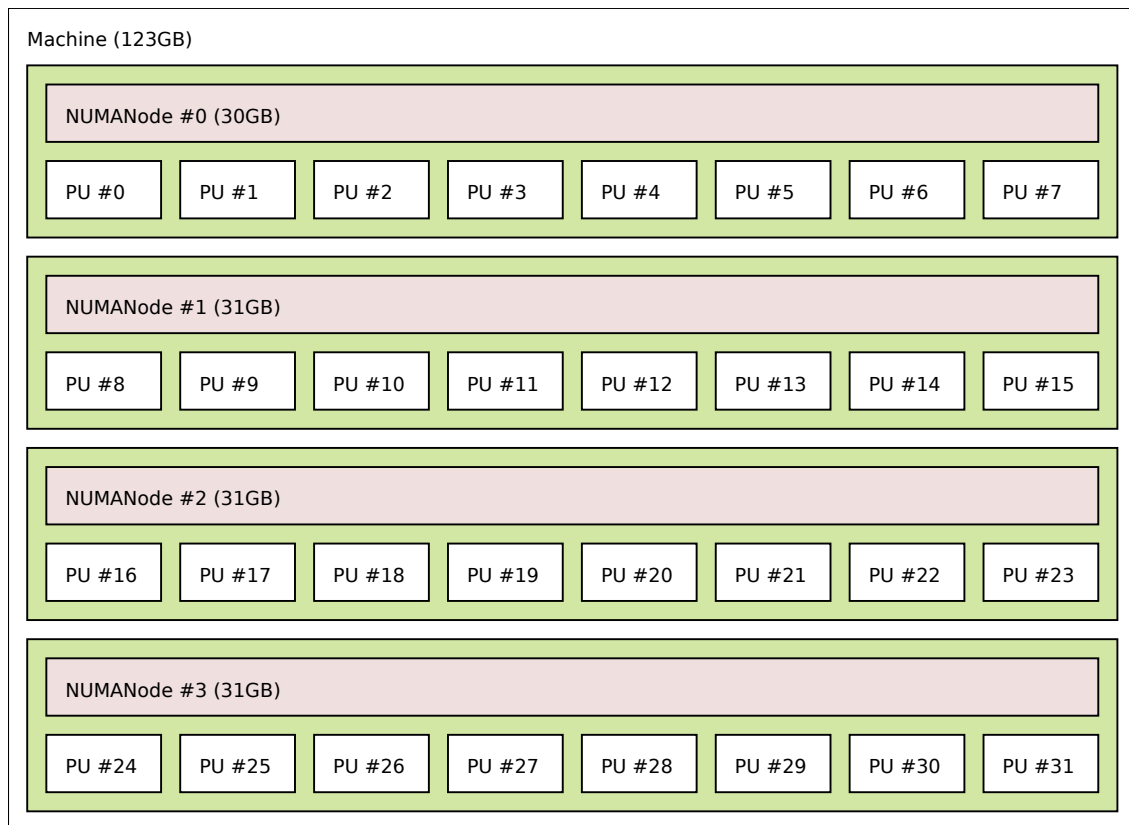 Machine (123GB)
NUMANode #0 (30GB)
PU #0 PU #1 PU #2 PU #3 PU #4 PU #5 PU #6 PU #7
NUMANode #1 (31GB)
PU #8 PU #9 PU #10 PU #11 PU #12 PU #13 PU #14 PU #15
NUMANode #2 (31GB)
PU #16 PU #17 PU #18 PU #19 PU #20 PU #21 PU #22 PU #23
NUMANode #3 (31GB)
PU #24 PU #25 PU #26 PU #27 PU #28 PU #29 PU #30 PU #31